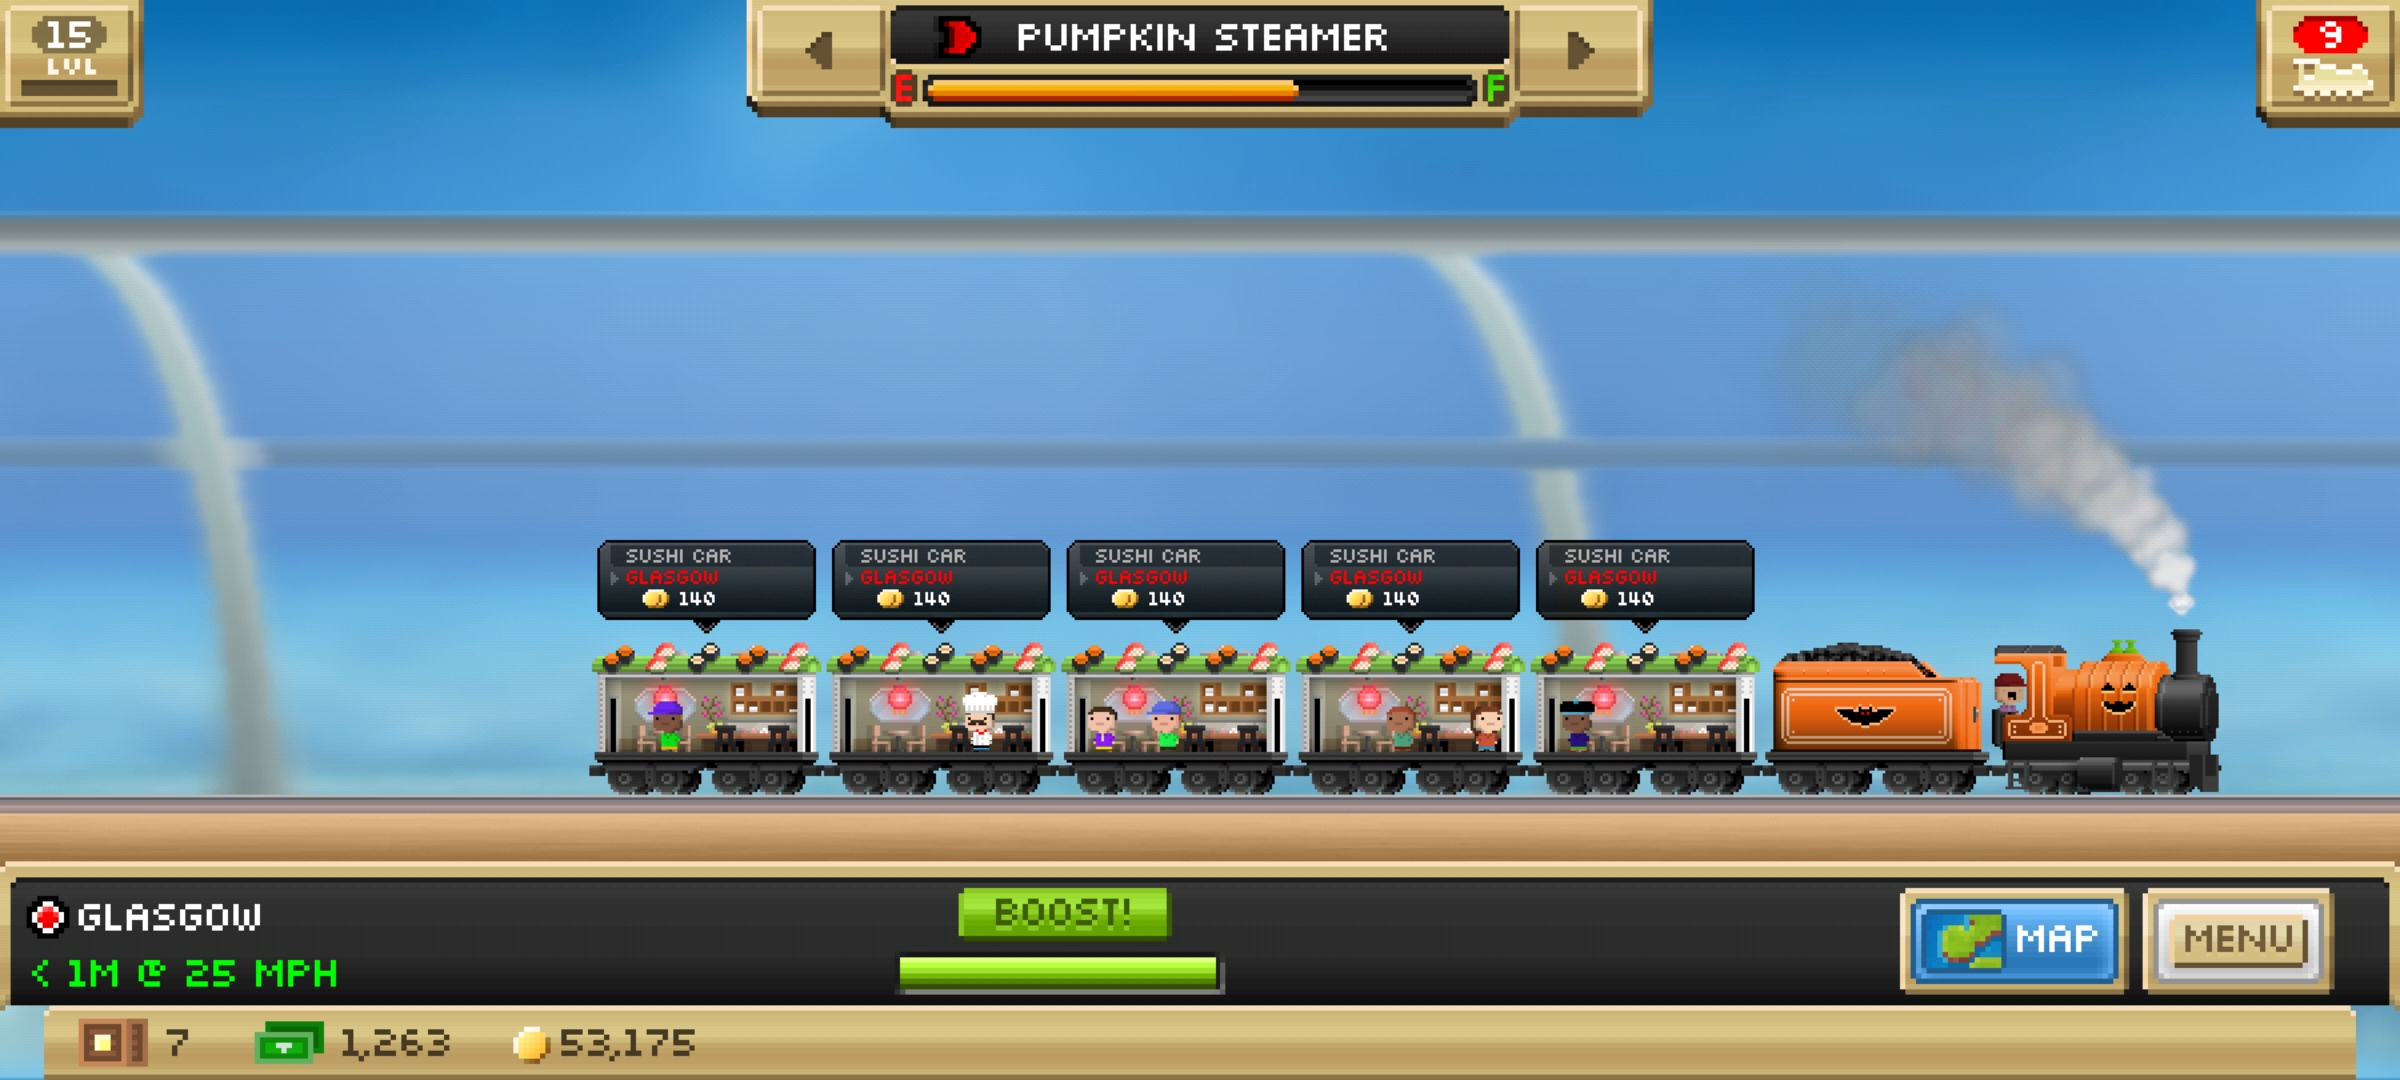 15
LVL
PUMPKIN STEAMER
E F
9
SUSHI CAR
GLASGOW
140
SUSHI CAR
GLASGOW
140
SUSHI CAR
GLASGOW
140
SUSHI CAR
GLASGOW
140
SUSHI CAR
GLASGOW
140
GLASGOW
< 1M @ 25 MPH
BOOST!
MAP
MENU
7 1,263 53,175